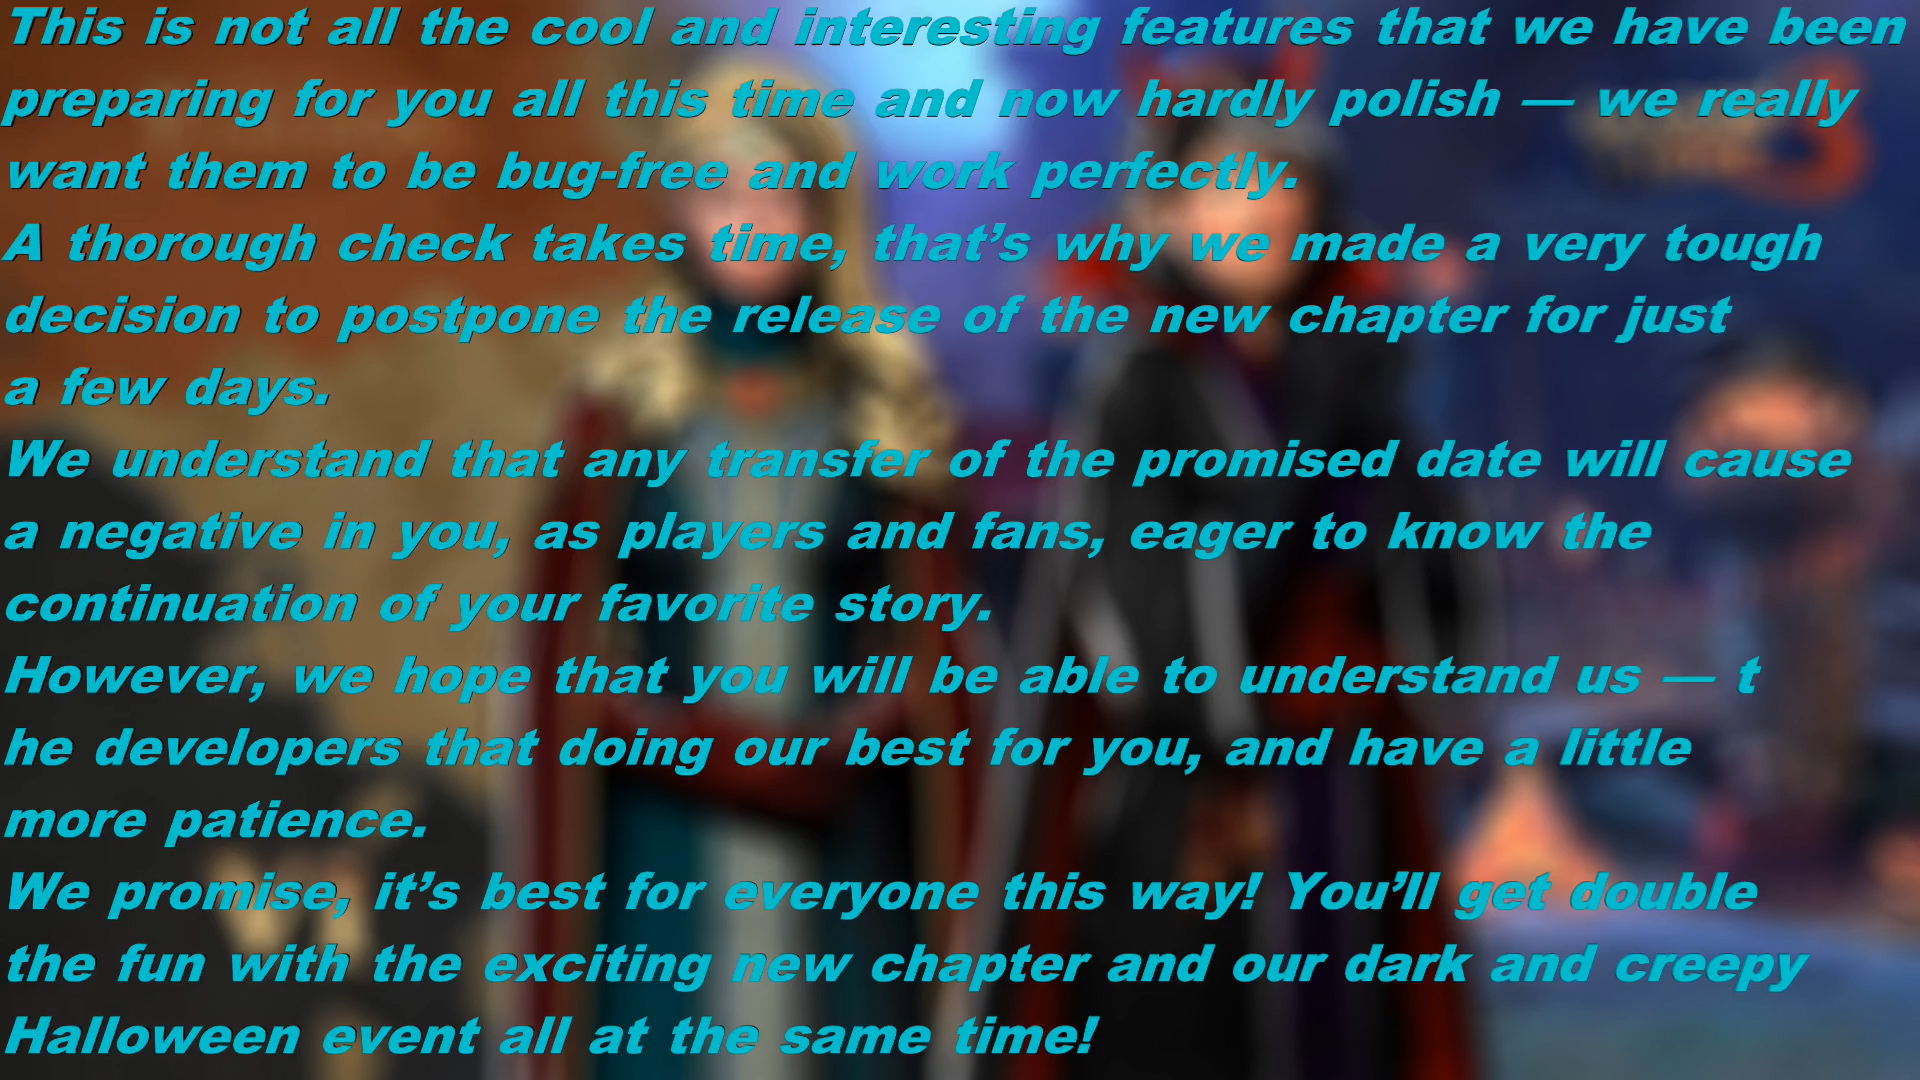 This is not all the cool and interesting features that we have been
preparing for you all this time and now hardly polish — we really
want them to be bug-free and work perfectly.
A thorough check takes time, that’s why we made a very tough
decision to postpone the release of the new chapter for just
a few days.
We understand that any transfer of the promised date will cause
a negative in you, as players and fans, eager to know the
continuation of your favorite story.
However, we hope that you will be able to understand us — t
he developers that doing our best for you, and have a little
more patience.
We promise, it’s best for everyone this way! You’ll get double
the fun with the exciting new chapter and our dark and creepy
Halloween event all at the same time!